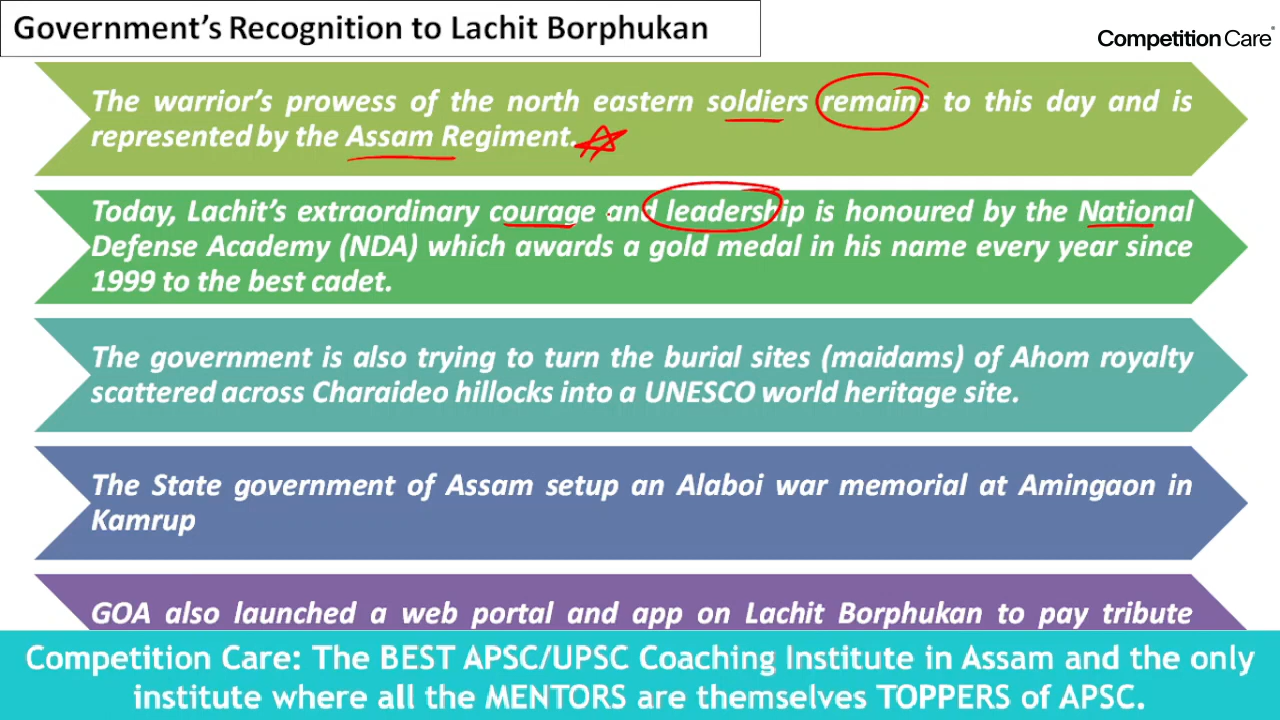 Government's Recognition to Lachit Borphukan
Competition Care
The warrior's prowess of the north eastern soldiers remains to this day and is
represented by the Assam Regiment.
Today, Lachit's extraordinary courage and leadership is honoured by the National
Defense Academy (NDA) which awards a gold medal in his name every year since
1999 to the best cadet.
The government is also trying to turn the burial sites (maidams) of Ahom royalty
scattered across Charaideo hillocks into a UNESCO world heritage site.
The State government of Assam setup an Alaboi war memorial at Amingaon in
Kamrup
GOA also launched a web portal and app on Lachit Borphukan to pay tribute
Competition Care: The BEST APSC/UPSC Coaching Institute in Assam and the only
institute where all the MENTORS are themselves TOPPERS of APSC.